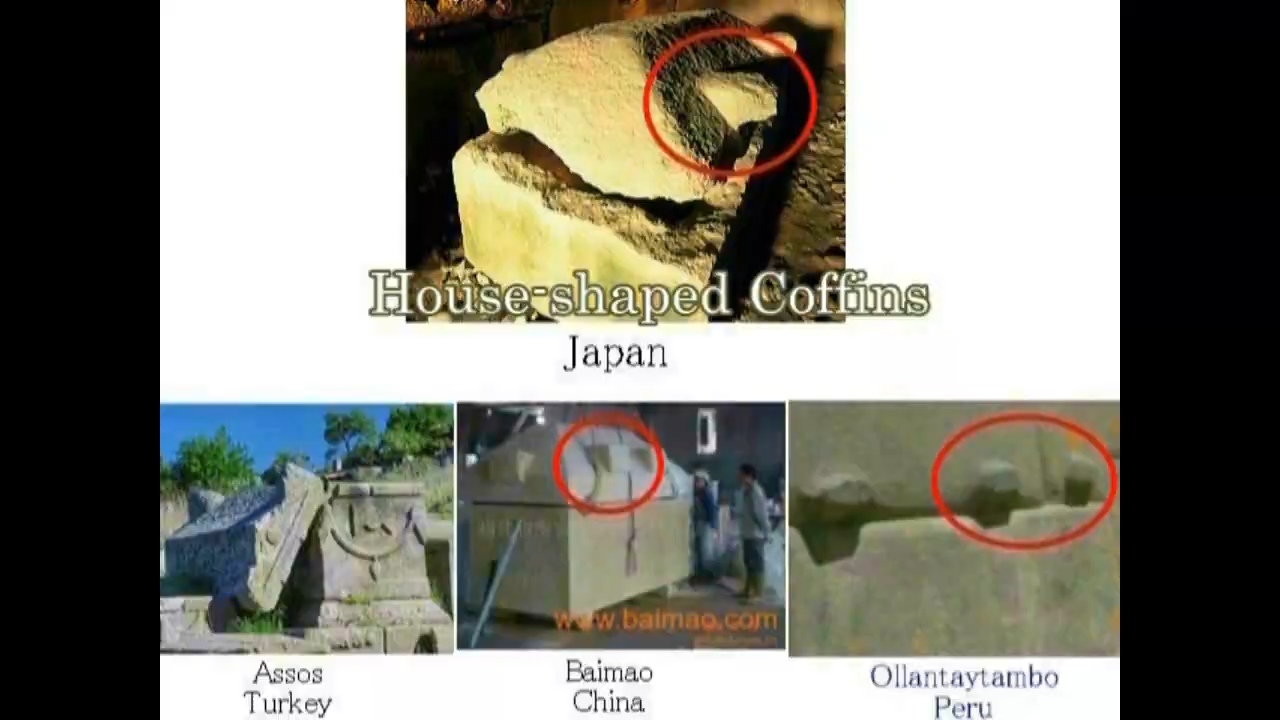 House-shaped Coffins
Japan
www.baimao.com
Assos
Turkey
Baimao
China
Ollantaytambo
Peru